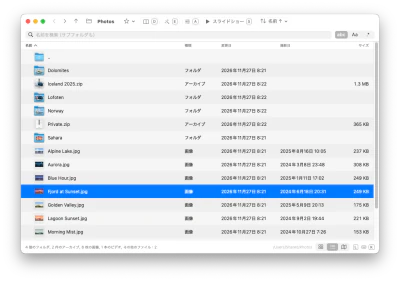 Photos スライドショー 名前
名前を検索 (サブフォルダも) abc Aa .*
名前 種類 追加日 撮影日 サイズ
..
Dolomites フォルダ 2026年11月27日 8:21
Iceland 2025.zip アーカイブ 2026年11月27日 8:22 1.3 MB
Lofoten フォルダ 2026年11月27日 8:22
Norway フォルダ 2026年11月27日 8:22
Private.zip アーカイブ 2026年11月27日 8:22 365 KB
Sahara フォルダ 2026年11月27日 8:21
Alpine Lake.jpg 画像 2026年11月27日 8:21 2025年8月16日 10:05 237 KB
Aurora.jpg 画像 2026年11月27日 8:21 2024年3月8日 23:48 308 KB
Blue Hour.jpg 画像 2026年11月27日 8:21 2025年1月11日 17:02 249 KB
Fjord at Sunset.jpg 画像 2026年11月27日 8:21 2024年6月18日 20:31 249 KB
Golden Valley.jpg 画像 2026年11月27日 8:21 2025年5月9日 20:13 175 KB
Lagoon Sunset.jpg 画像 2026年11月27日 8:21 2024年9月2日 19:44 221 KB
Morning Mist.jpg 画像 2026年11月27日 8:21 2024年10月27日 7:26 153 KB